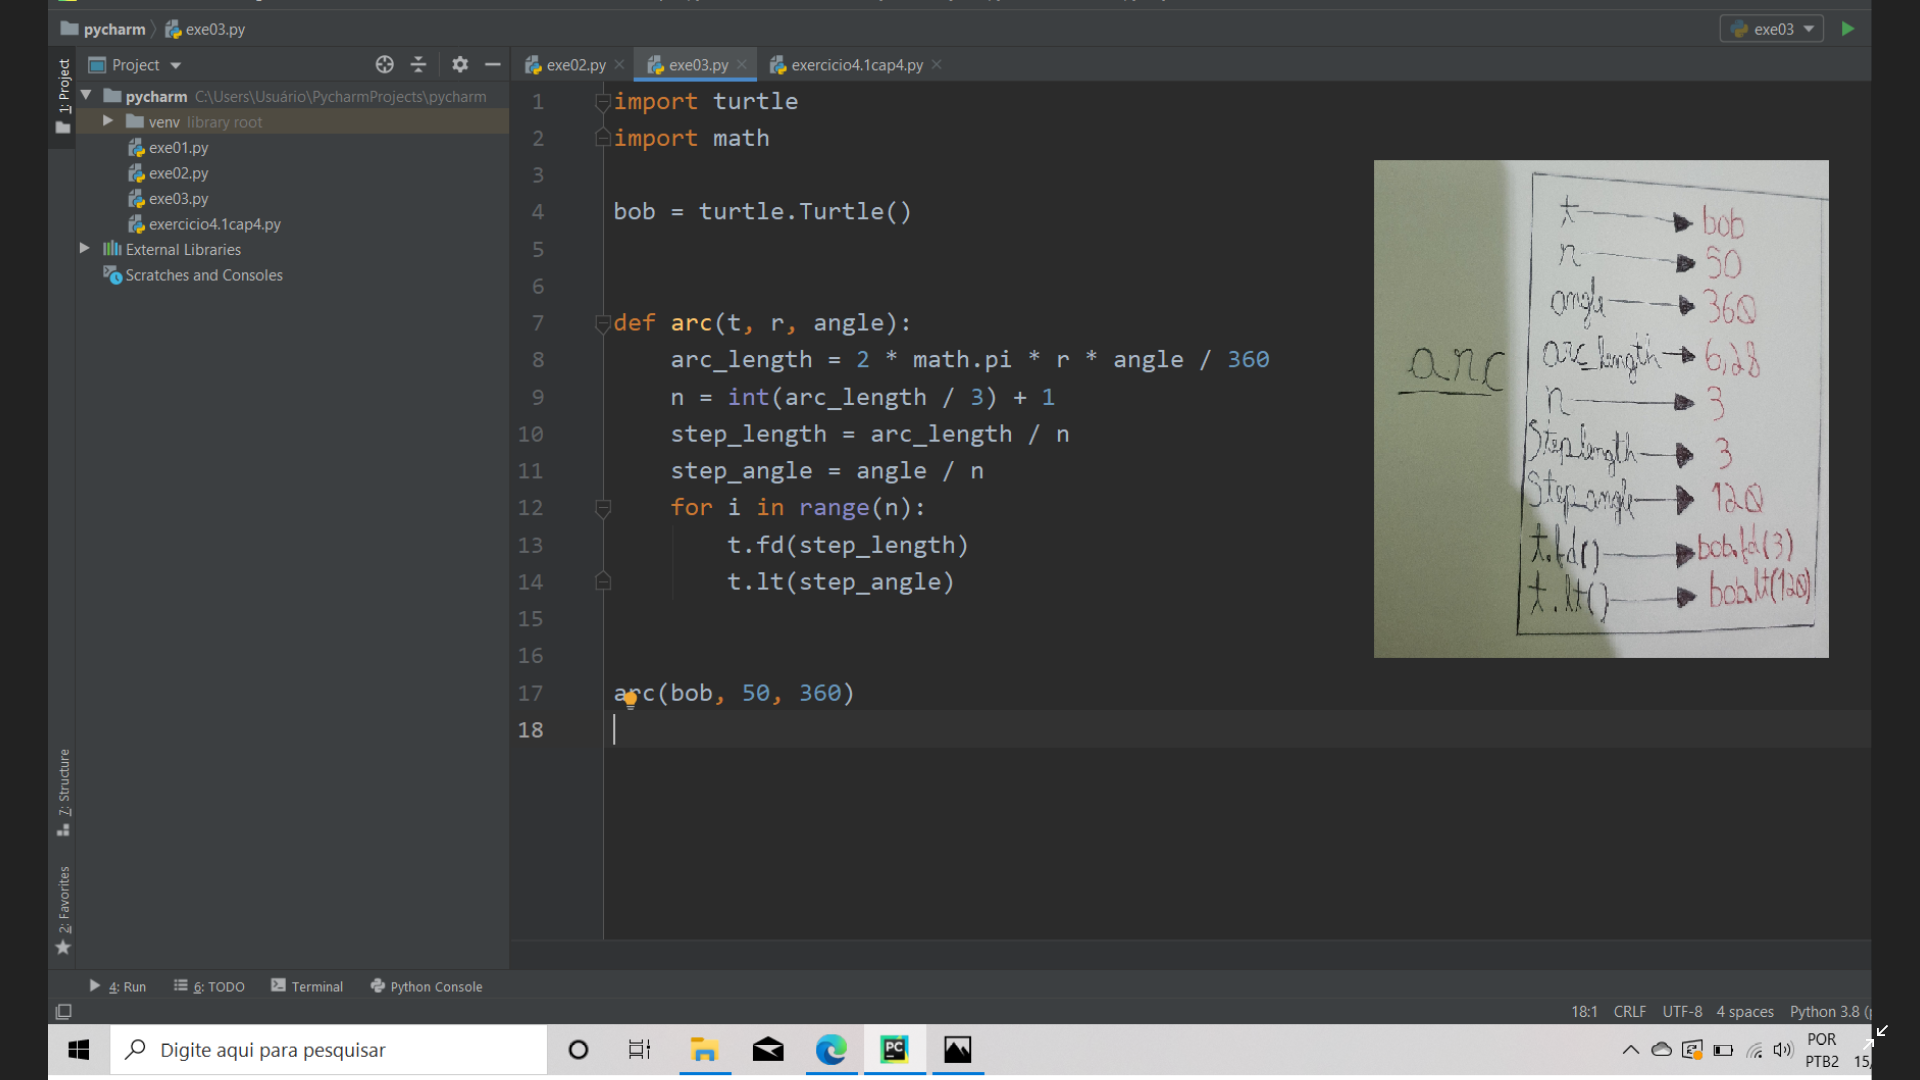 pycharm
exe03.py
exe03
1: Project
Project
exe02.py
exe03.py
exercicio4.1cap4.py
pycharm C:\Users\Usuário\PycharmProjects\pycharm
venv library root
exe01.py
exe02.py
exe03.py
exercicio4.1cap4.py
External Libraries
Scratches and Consoles
1 import turtle
2 import math
3
4 bob = turtle.Turtle()
5
6
7 def arc(t, r, angle):
8 arc_length = 2 * math.pi * r * angle / 360
9 n = int(arc_length / 3) + 1
10 step_length = arc_length / n
11 step_angle = angle / n
12 for i in range(n):
13 t.fd(step_length)
14 t.lt(step_angle)
15
16
17 arc(bob, 50, 360)
18
arc
t bob
r 50
angle 360
arc_length 6,28
n 3
Step_length 3
Step_angle 120
t.fd() bob.fd(3)
t.lt() bob.lt(120)
7: Structure
2: Favorites
4: Run
6: TODO
Terminal
Python Console
18:1 CRLF UTF-8 4 spaces Python 3.8
Digite aqui para pesquisar
PC
POR
PTB2
15/